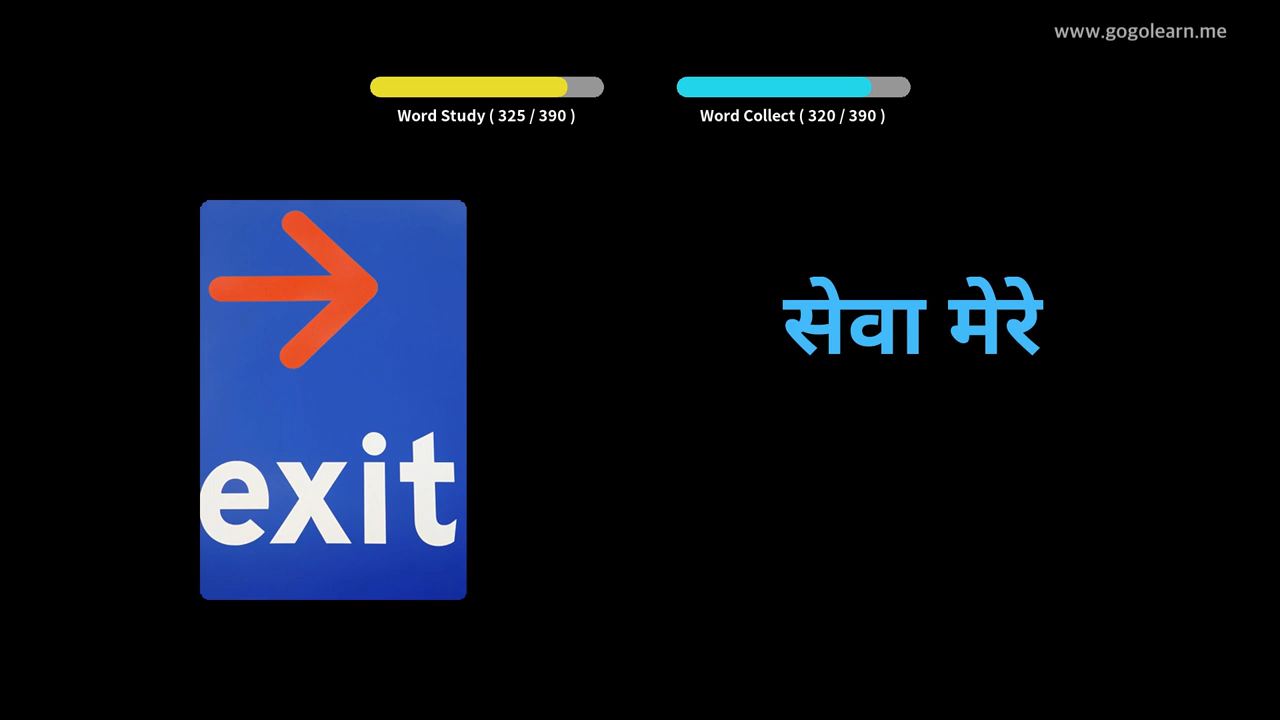 www.gogolearn.me
Word Study ( 325 / 390 )
Word Collect ( 320 / 390 )
सेवा मेरे
exit